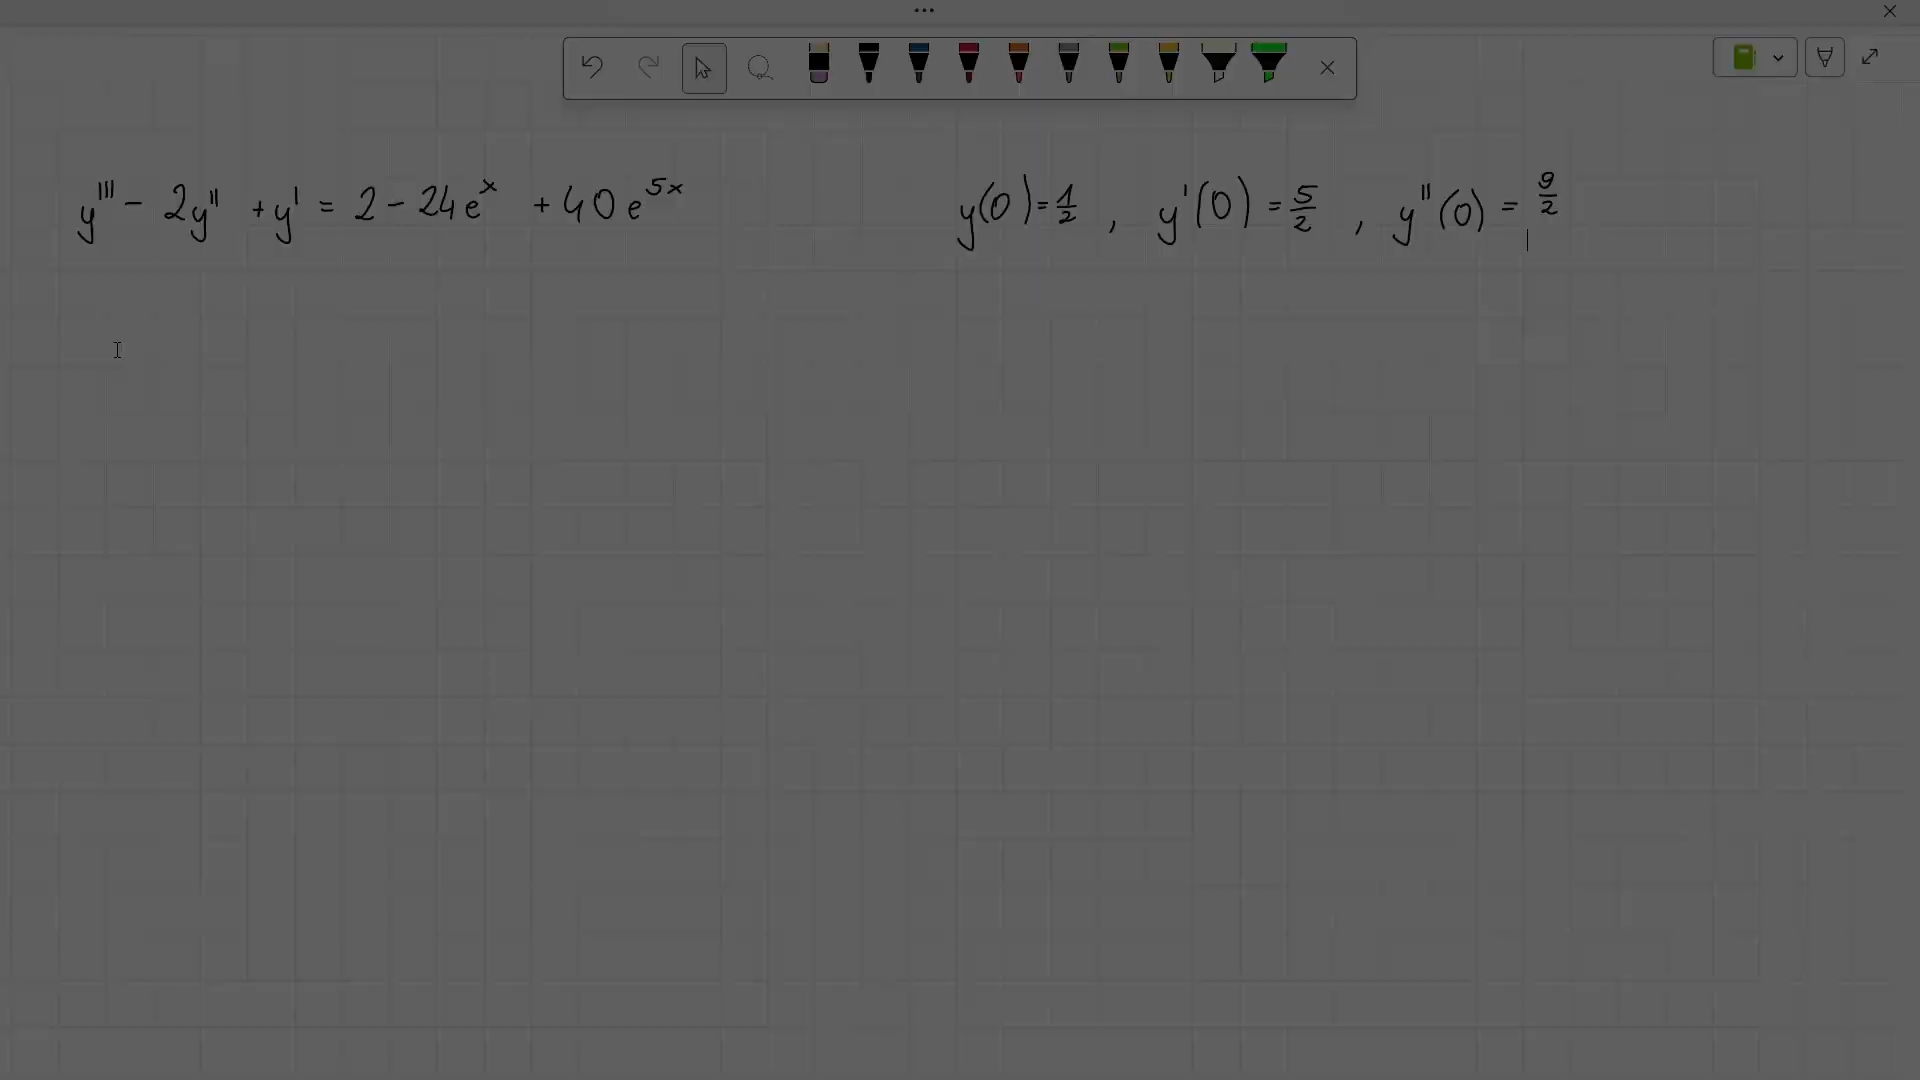 y''' - 2y'' + y' = 2 - 24e^x + 40e^{5x}    y(0) = 1/2 , y'(0) = 5/2 , y''(0) = 9/2